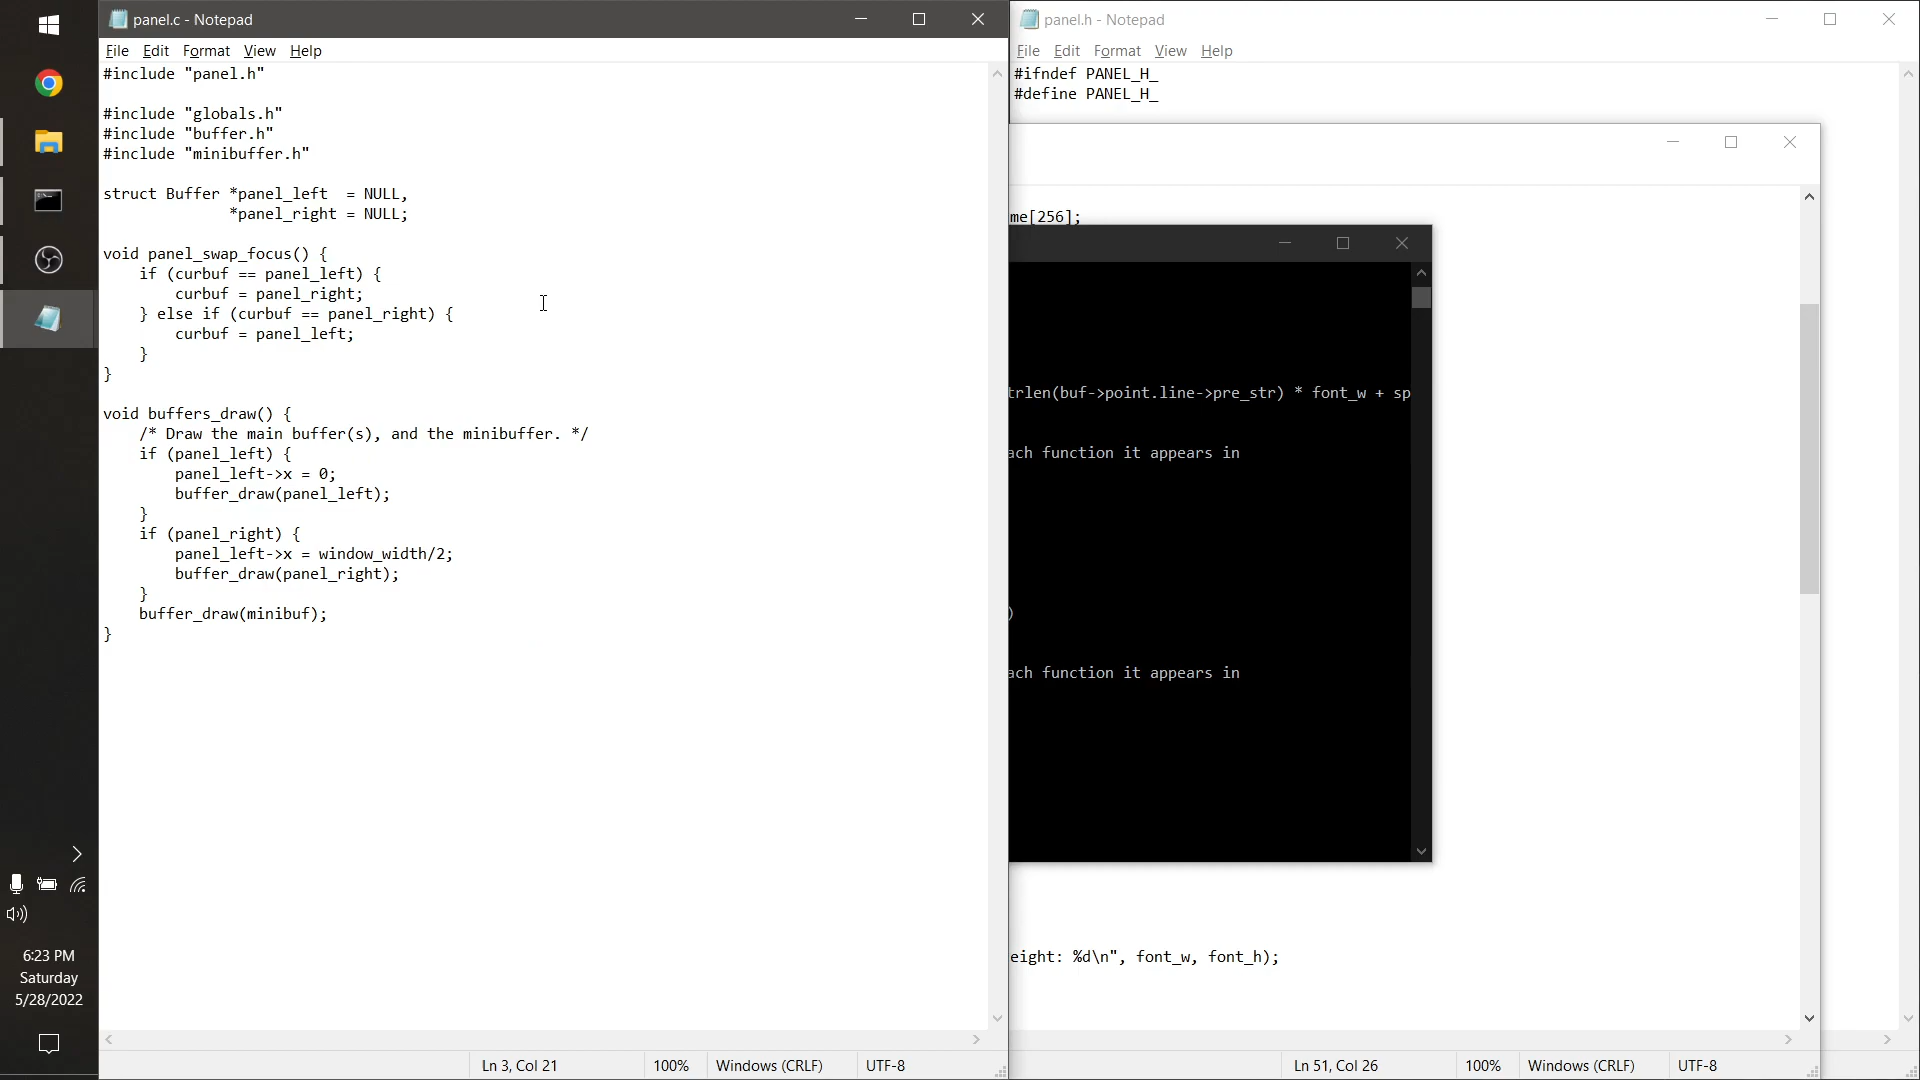 panel.c - Notepad
File Edit Format View Help
#include "panel.h"
#include "globals.h"
#include "buffer.h"
#include "minibuffer.h"
struct Buffer *panel_left  = NULL,
              *panel_right = NULL;
void panel_swap_focus() {
    if (curbuf == panel_left) {
        curbuf = panel_right;
    } else if (curbuf == panel_right) {
        curbuf = panel_left;
    }
}
void buffers_draw() {
    /* Draw the main buffer(s), and the minibuffer. */
    if (panel_left) {
        panel_left->x = 0;
        buffer_draw(panel_left);
    }
    if (panel_right) {
        panel_left->x = window_width/2;
        buffer_draw(panel_right);
    }
    buffer_draw(minibuf);
}
Ln 3, Col 21
100%
Windows (CRLF)
UTF-8
panel.h - Notepad
File Edit Format View Help
#ifndef PANEL_H_
#define PANEL_H_
me[256];
trlen(buf->point.line->pre_str) * font_w + sp
ach function it appears in
)
ach function it appears in
eight: %d\n", font_w, font_h);
Ln 51, Col 26
100%
Windows (CRLF)
UTF-8
6:23 PM
Saturday
5/28/2022